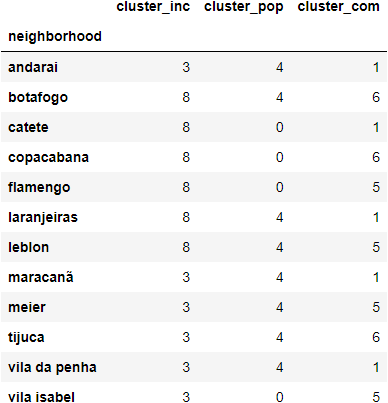 cluster_inc cluster_pop cluster_com
neighborhood
andarai 3 4 1
botafogo 8 4 6
catete 8 0 1
copacabana 8 0 6
flamengo 8 0 5
laranjeiras 8 4 1
leblon 8 4 5
maracanã 3 4 1
meier 3 4 5
tijuca 3 4 6
vila da penha 3 4 1
vila isabel 3 0 5